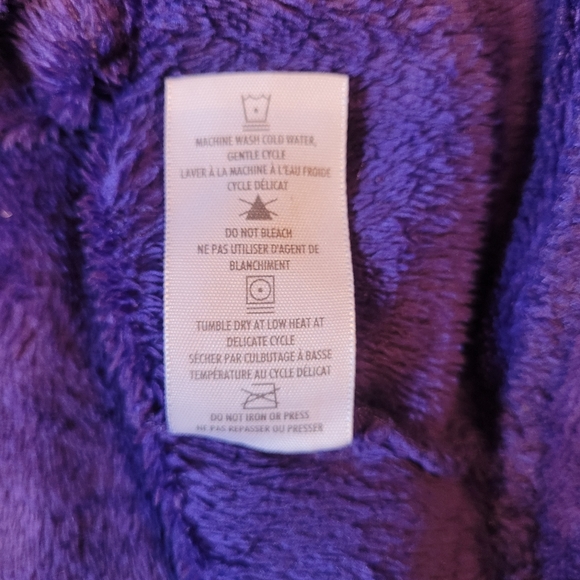 MACHINE WASH COLD WATER,
GENTLE CYCLE
LAVER À LA MACHINE À L'EAU FROIDE
CYCLE DÉLICAT
DO NOT BLEACH
NE PAS UTILISER D'AGENT DE
BLANCHIMENT
TUMBLE DRY AT LOW HEAT AT
DELICATE CYCLE
SÉCHER PAR CULBUTAGE À BASSE
TEMPÉRATURE AU CYCLE DÉLICAT
DO NOT IRON OR PRESS
NE PAS REPASSER OU PRESSER